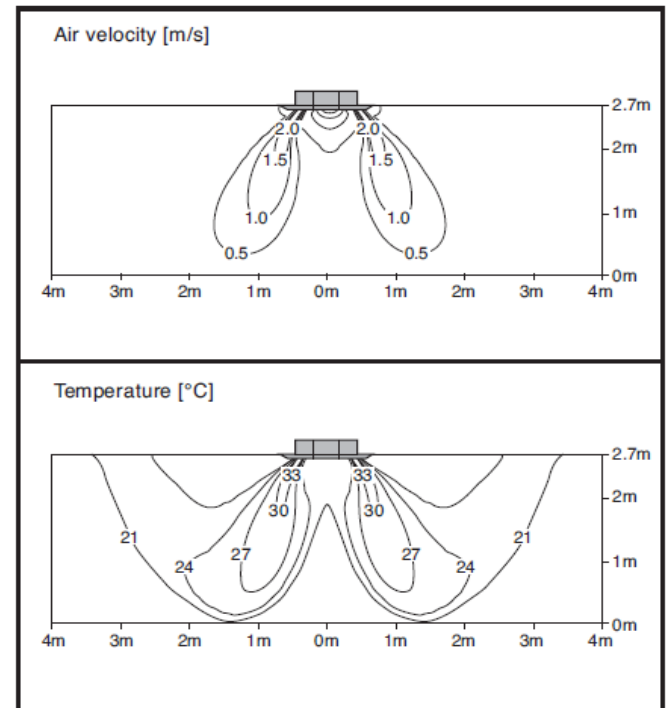 Air velocity [m/s]
2.7m
2.0 2.0
2m
1.5 1.5
1.0 1.0
1m
0.5 0.5
0m
4m 3m 2m 1m 0m 1m 2m 3m 4m
Temperature [°C]
2.7m
33 33
2m
30 30
21 21
27 27
1m
24 24
0m
4m 3m 2m 1m 0m 1m 2m 3m 4m